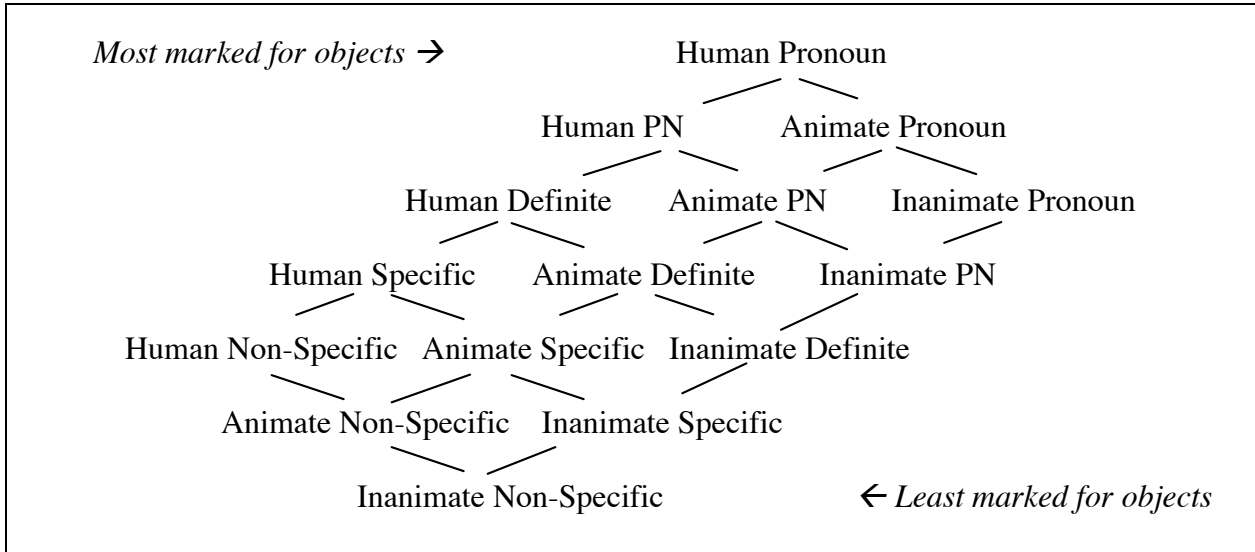 Most marked for objects → Human Pronoun
Human PN Animate Pronoun
Human Definite Animate PN Inanimate Pronoun
Human Specific Animate Definite Inanimate PN
Human Non-Specific Animate Specific Inanimate Definite
Animate Non-Specific Inanimate Specific
Inanimate Non-Specific ← Least marked for objects